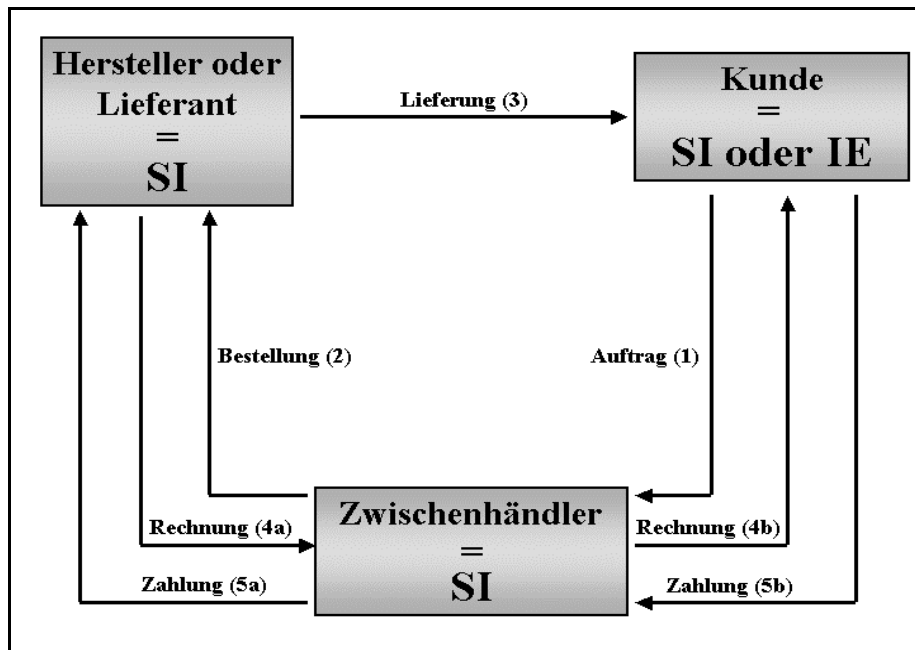 Hersteller oder
Lieferant
=
SI
Lieferung (3)
Kunde
=
SI oder IE
Bestellung (2)
Auftrag (1)
Zwischenhändler
=
SI
Rechnung (4a)
Rechnung (4b)
Zahlung (5a)
Zahlung (5b)